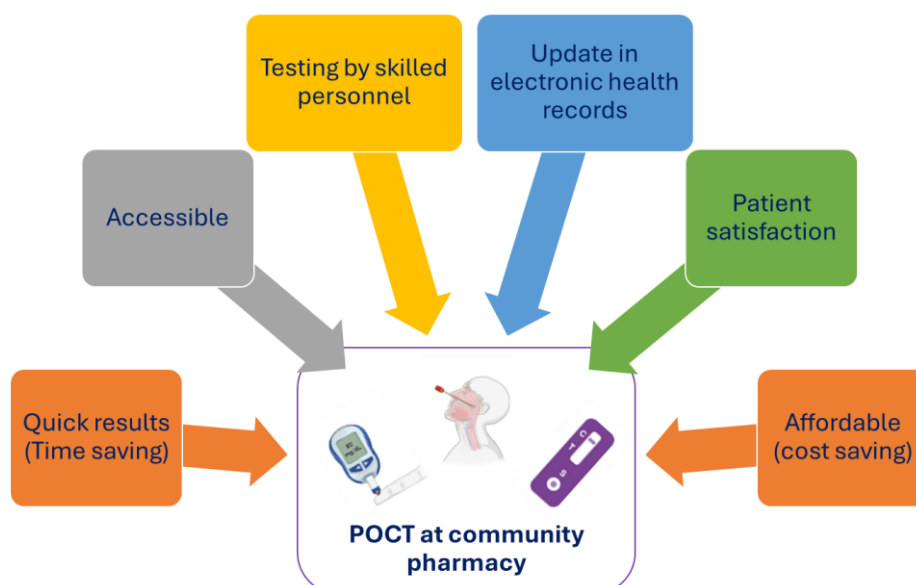 Testing by skilled
personnel
Update in
electronic health
records
Accessible
Patient
satisfaction
Quick results
(Time saving)
Affordable
(cost saving)
C T S
POCT at community
pharmacy